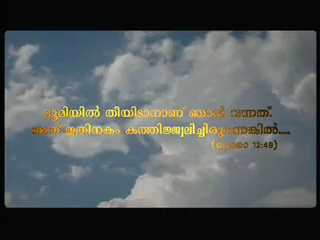 ഭൂമിയിൽ തീയിടാനാണ് ഞാൻ വന്നത്.
അത് ഇതിനകം കത്തിജ്ജ്വലിച്ചിരുന്നെങ്കിൽ.....
(ലൂക്കാ 12:49)